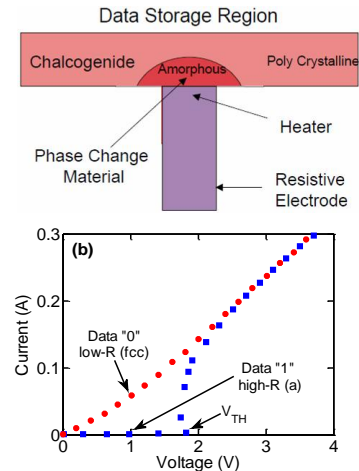 Data Storage Region
Chalcogenide
Amorphous
Poly Crystalline
Heater
Phase Change
Material
Resistive
Electrode
(b)
0.3
0.2
0.1
0
Current (A)
Data "0"
low-R (fcc)
Data "1"
high-R (a)
V_TH
0 1 2 3 4
Voltage (V)